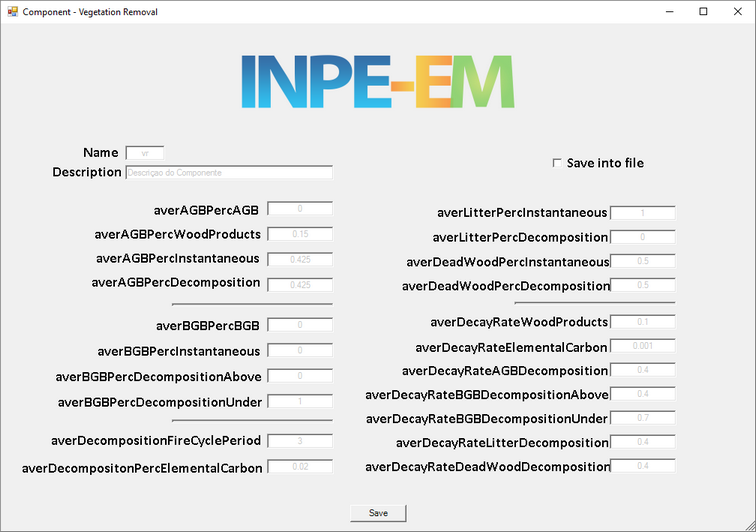 Component - Vegetation Removal
INPE-EM
Name vr
Description Descriçao do Componente
Save into file
averAGBPercAGB 0
averAGBPercWoodProducts 0.15
averAGBPercInstantaneous 0.425
averAGBPercDecomposition 0.425
averBGBPercBGB 0
averBGBPercInstantaneous 0
averBGBPercDecompositionAbove 0
averBGBPercDecompositionUnder 1
averDecompositionFireCyclePeriod 3
averDecompositonPercElementalCarbon 0.02
averLitterPercInstantaneous 1
averLitterPercDecomposition 0
averDeadWoodPercInstantaneous 0.5
averDeadWoodPercDecomposition 0.5
averDecayRateWoodProducts 0.1
averDecayRateElementalCarbon 0.001
averDecayRateAGBDecomposition 0.4
averDecayRateBGBDecompositionAbove 0.4
averDecayRateBGBDecompositionUnder 0.7
averDecayRateLitterDecomposition 0.4
averDecayRateDeadWoodDecomposition 0.4
Save